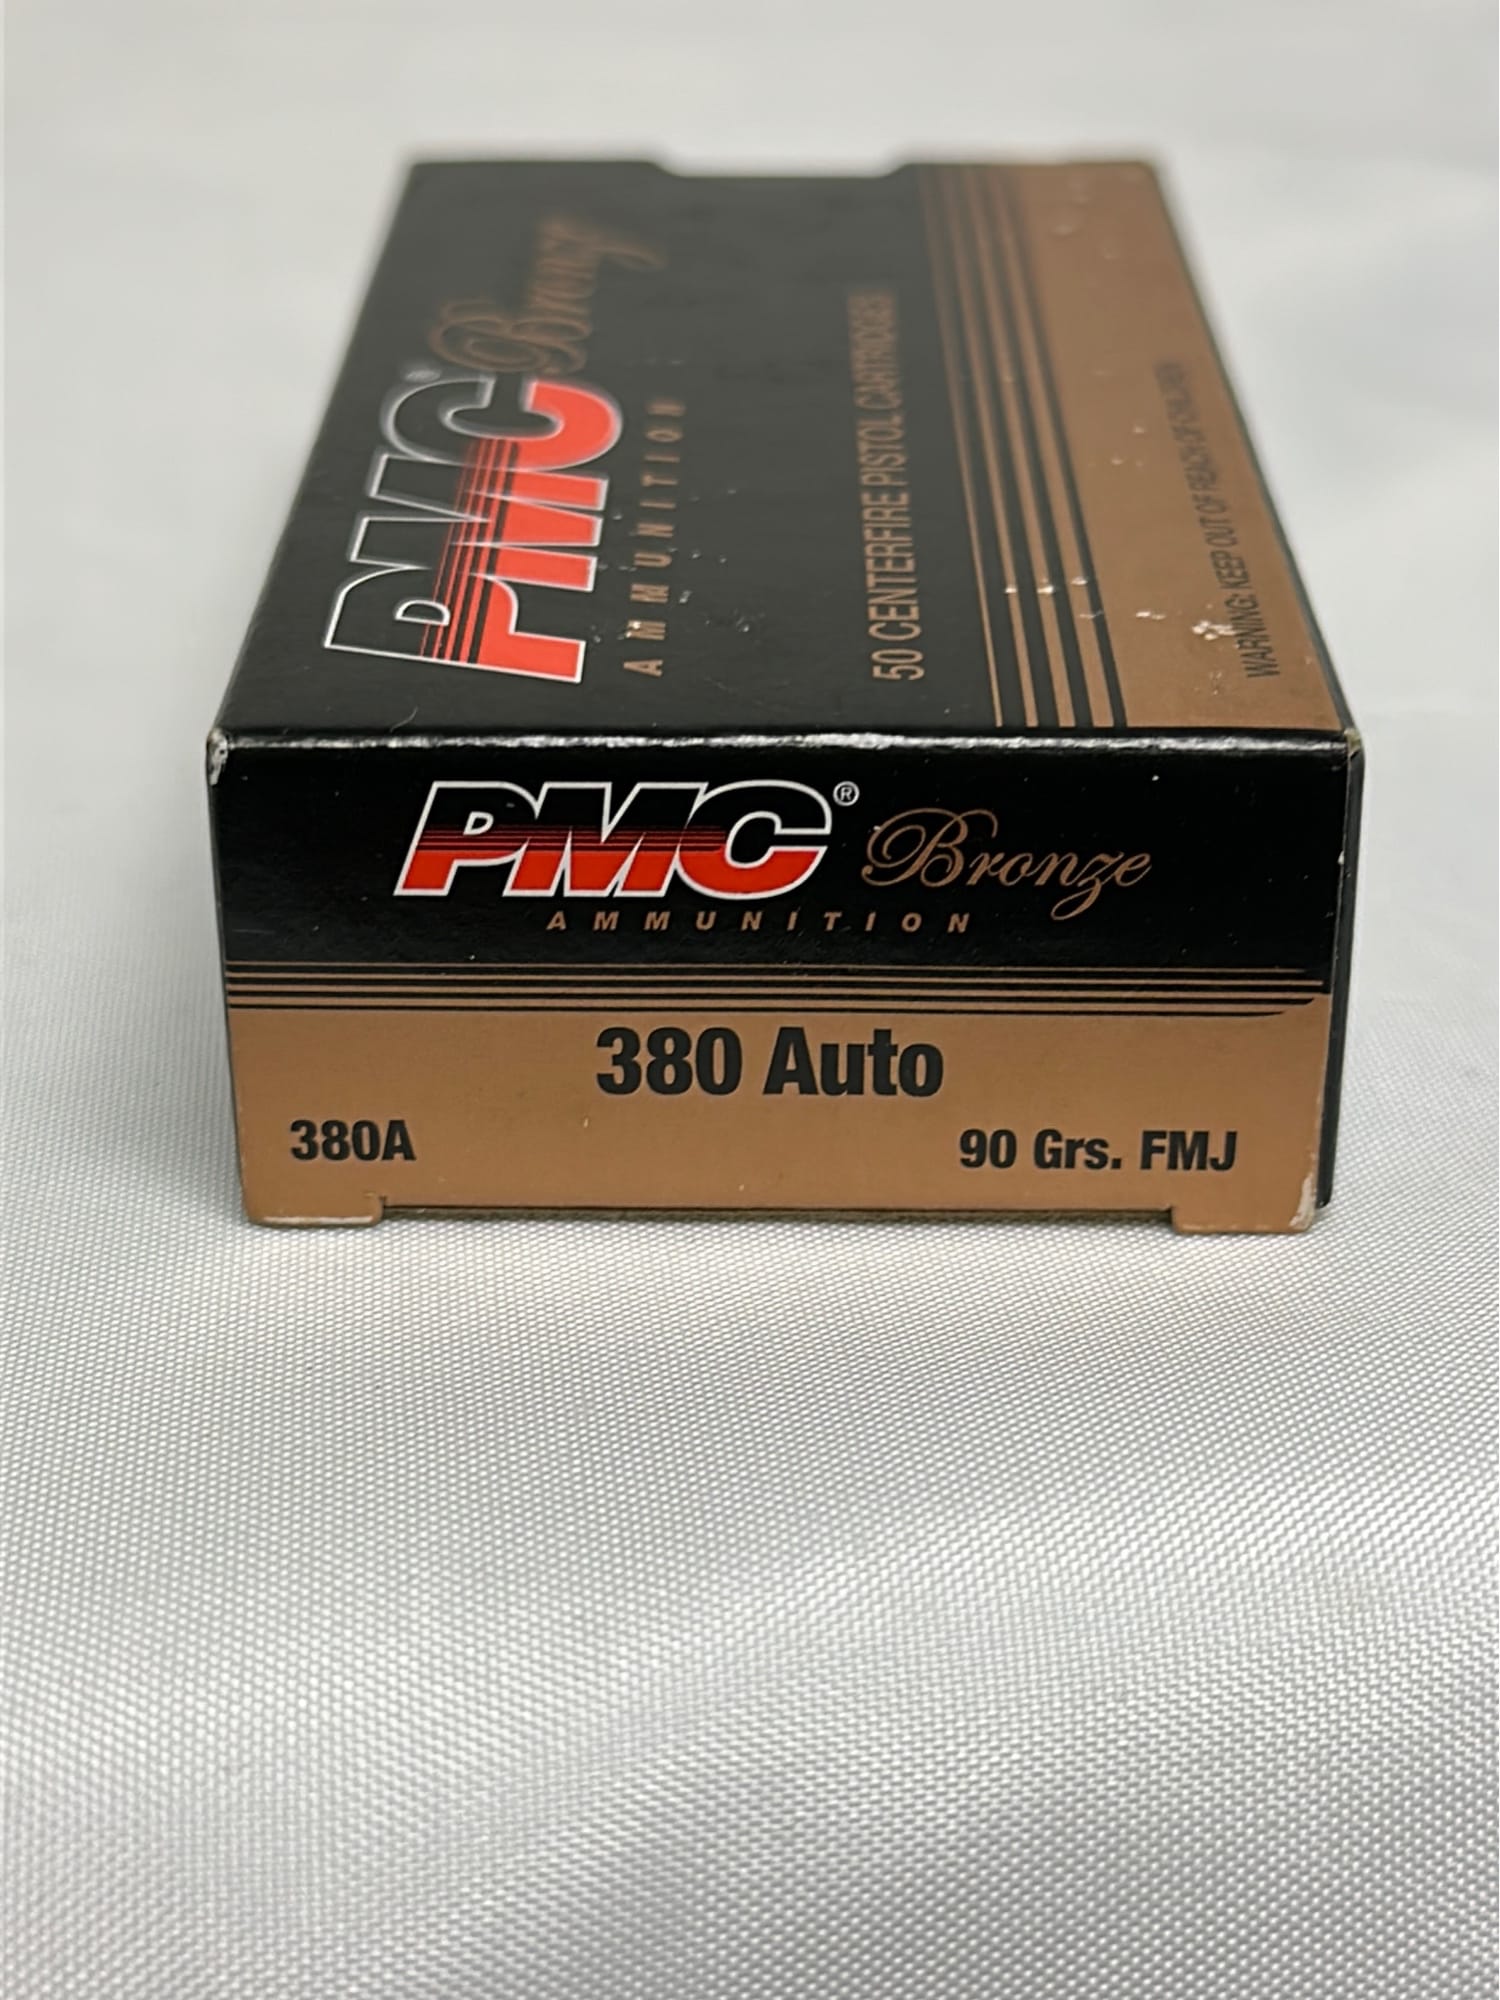 PMC® Bronze
AMMUNITION
50 CENTERFIRE PISTOL CARTRIDGES
WARNING: KEEP OUT OF REACH OF CHILDREN
PMC® Bronze
AMMUNITION
380 Auto
380A
90 Grs. FMJ